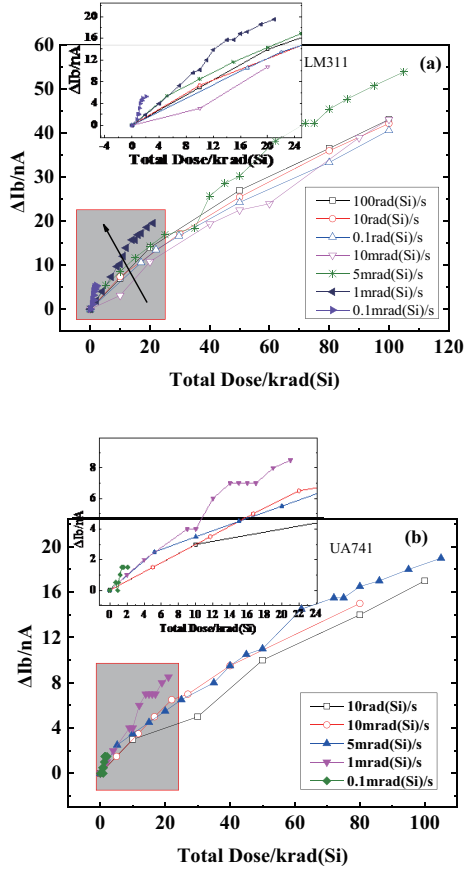 20
16
12
8
4
0
ΔIb/nA
-4 0 4 8 12 16 20 24
Total Dose/krad(Si)
LM311
(a)
60
50
40
30
20
10
0
ΔIb/nA
100rad(Si)/s
10rad(Si)/s
0.1rad(Si)/s
10mrad(Si)/s
5mrad(Si)/s
1mrad(Si)/s
0.1mrad(Si)/s
0 20 40 60 80 100 120
Total Dose/krad(Si)
8
6
4
2
0
ΔIb/nA
0 2 4 6 8 10 12 14 16 18 20 22 24
Total Dose/krad(Si)
UA741
(b)
20
16
12
8
4
0
ΔIb/nA
10rad(Si)/s
10mrad(Si)/s
5mrad(Si)/s
1mrad(Si)/s
0.1mrad(Si)/s
0 20 40 60 80 100
Total Dose/krad(Si)